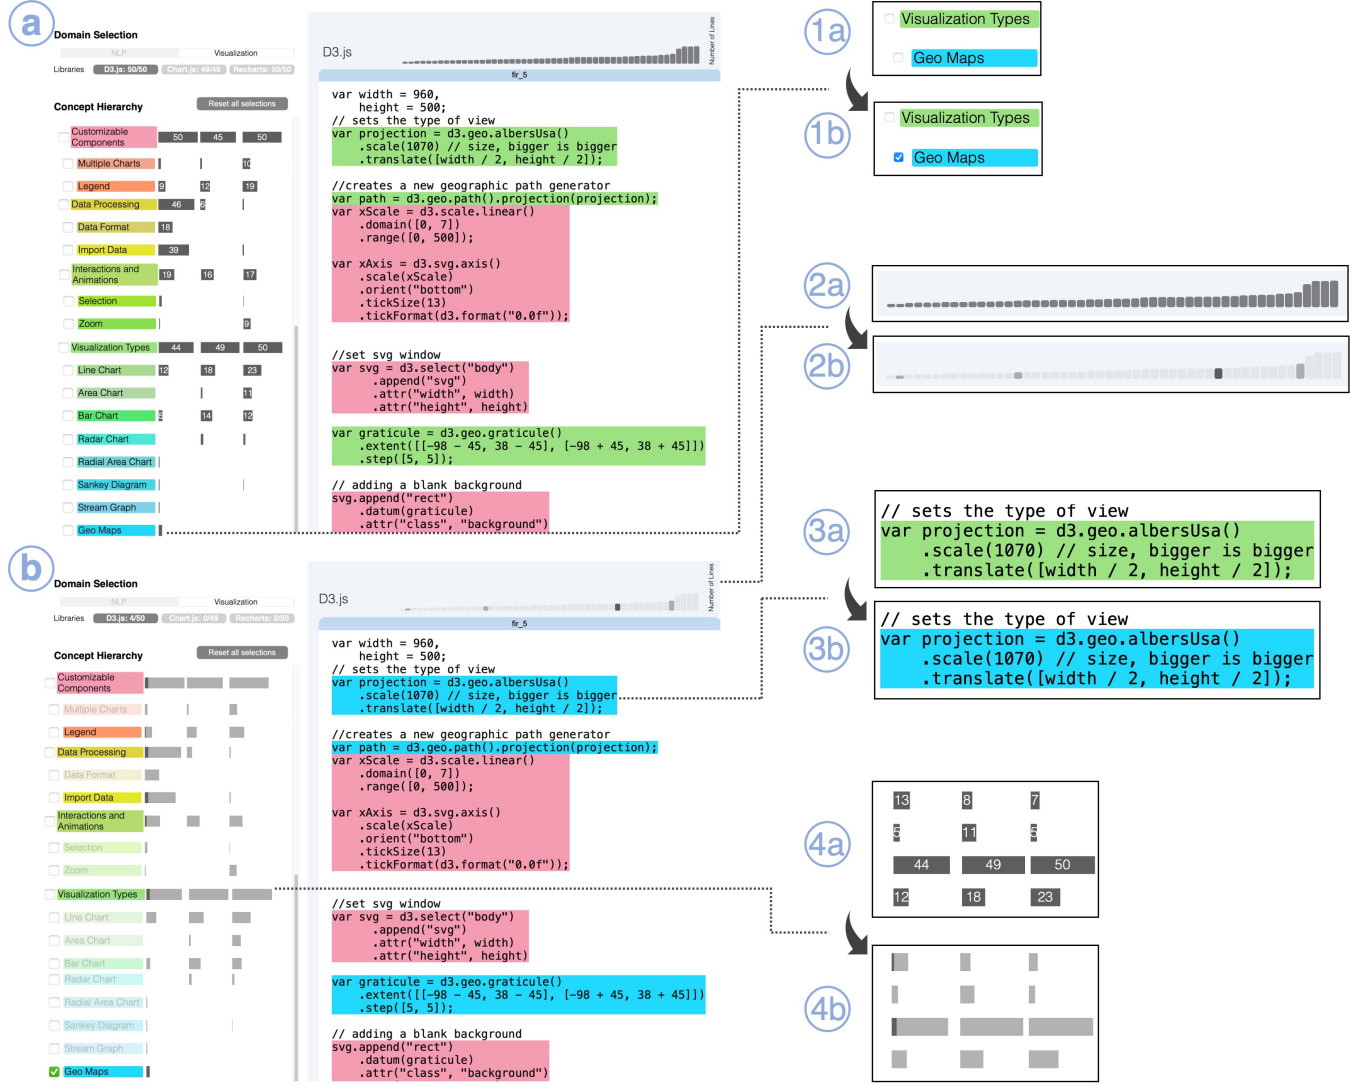 a
Domain Selection
NLP
Visualization
Libraries
D3.js: 50/50
Chart.js: 49/49
Recharts: 50/50
Concept Hierarchy
Reset all selections
Customizable
Components
50
45
50
Multiple Charts
10
Legend
9
12
19
Data Processing
46
6
Data Format
18
Import Data
39
Interactions and
Animations
19
16
17
Selection
Zoom
9
Visualization Types
44
49
50
Line Chart
12
18
23
Area Chart
11
Bar Chart
5
14
12
Radar Chart
Radial Area Chart
Sankey Diagram
Stream Graph
Geo Maps
D3.js
Number of Lines
fir_5
var width = 960,
height = 500;
// sets the type of view
var projection = d3.geo.albersUsa()
.scale(1070) // size, bigger is bigger
.translate([width / 2, height / 2]);
//creates a new geographic path generator
var path = d3.geo.path().projection(projection);
var xScale = d3.scale.linear()
.domain([0, 7])
.range([0, 500]);
var xAxis = d3.svg.axis()
.scale(xScale)
.orient("bottom")
.tickSize(13)
.tickFormat(d3.format("0.0f"));
//set svg window
var svg = d3.select("body")
.append("svg")
.attr("width", width)
.attr("height", height)
var graticule = d3.geo.graticule()
.extent([[-98 - 45, 38 - 45], [-98 + 45, 38 + 45]])
.step([5, 5]);
// adding a blank background
svg.append("rect")
.datum(graticule)
.attr("class", "background")
b
Domain Selection
NLP
Visualization
Libraries
D3.js: 4/50
Chart.js: 0/49
Recharts: 0/50
Concept Hierarchy
Reset all selections
Customizable
Components
Multiple Charts
Legend
Data Processing
Data Format
Import Data
Interactions and
Animations
Selection
Zoom
Visualization Types
Line Chart
Area Chart
Bar Chart
Radar Chart
Radial Area Chart
Sankey Diagram
Stream Graph
Geo Maps
D3.js
Number of Lines
fir_5
var width = 960,
height = 500;
// sets the type of view
var projection = d3.geo.albersUsa()
.scale(1070) // size, bigger is bigger
.translate([width / 2, height / 2]);
//creates a new geographic path generator
var path = d3.geo.path().projection(projection);
var xScale = d3.scale.linear()
.domain([0, 7])
.range([0, 500]);
var xAxis = d3.svg.axis()
.scale(xScale)
.orient("bottom")
.tickSize(13)
.tickFormat(d3.format("0.0f"));
//set svg window
var svg = d3.select("body")
.append("svg")
.attr("width", width)
.attr("height", height)
var graticule = d3.geo.graticule()
.extent([[-98 - 45, 38 - 45], [-98 + 45, 38 + 45]])
.step([5, 5]);
// adding a blank background
svg.append("rect")
.datum(graticule)
.attr("class", "background")
1a
Visualization Types
Geo Maps
1b
Visualization Types
Geo Maps
2a
2b
3a
// sets the type of view
var projection = d3.geo.albersUsa()
.scale(1070) // size, bigger is bigger
.translate([width / 2, height / 2]);
3b
// sets the type of view
var projection = d3.geo.albersUsa()
.scale(1070) // size, bigger is bigger
.translate([width / 2, height / 2]);
4a
13
8
7
5
11
5
44
49
50
12
18
23
4b